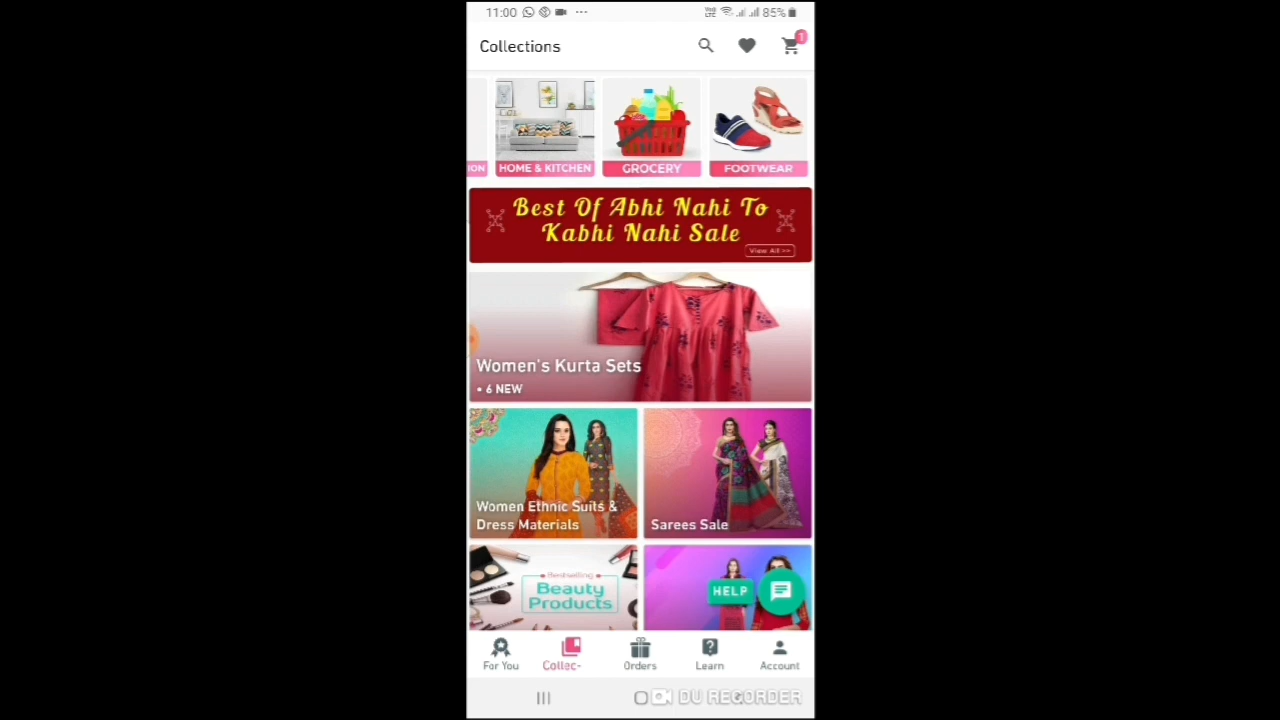 11:00
85%
Collections
1
ION
HOME & KITCHEN
GROCERY
FOOTWEAR
Best Of Abhi Nahi To
Kabhi Nahi Sale
View All >>
Women's Kurta Sets
• 6 NEW
Women Ethnic Suits &
Dress Materials
Sarees Sale
Bestselling
Beauty
Products
HELP
For You
Collec-
Orders
Learn
Account
DU RECORDER